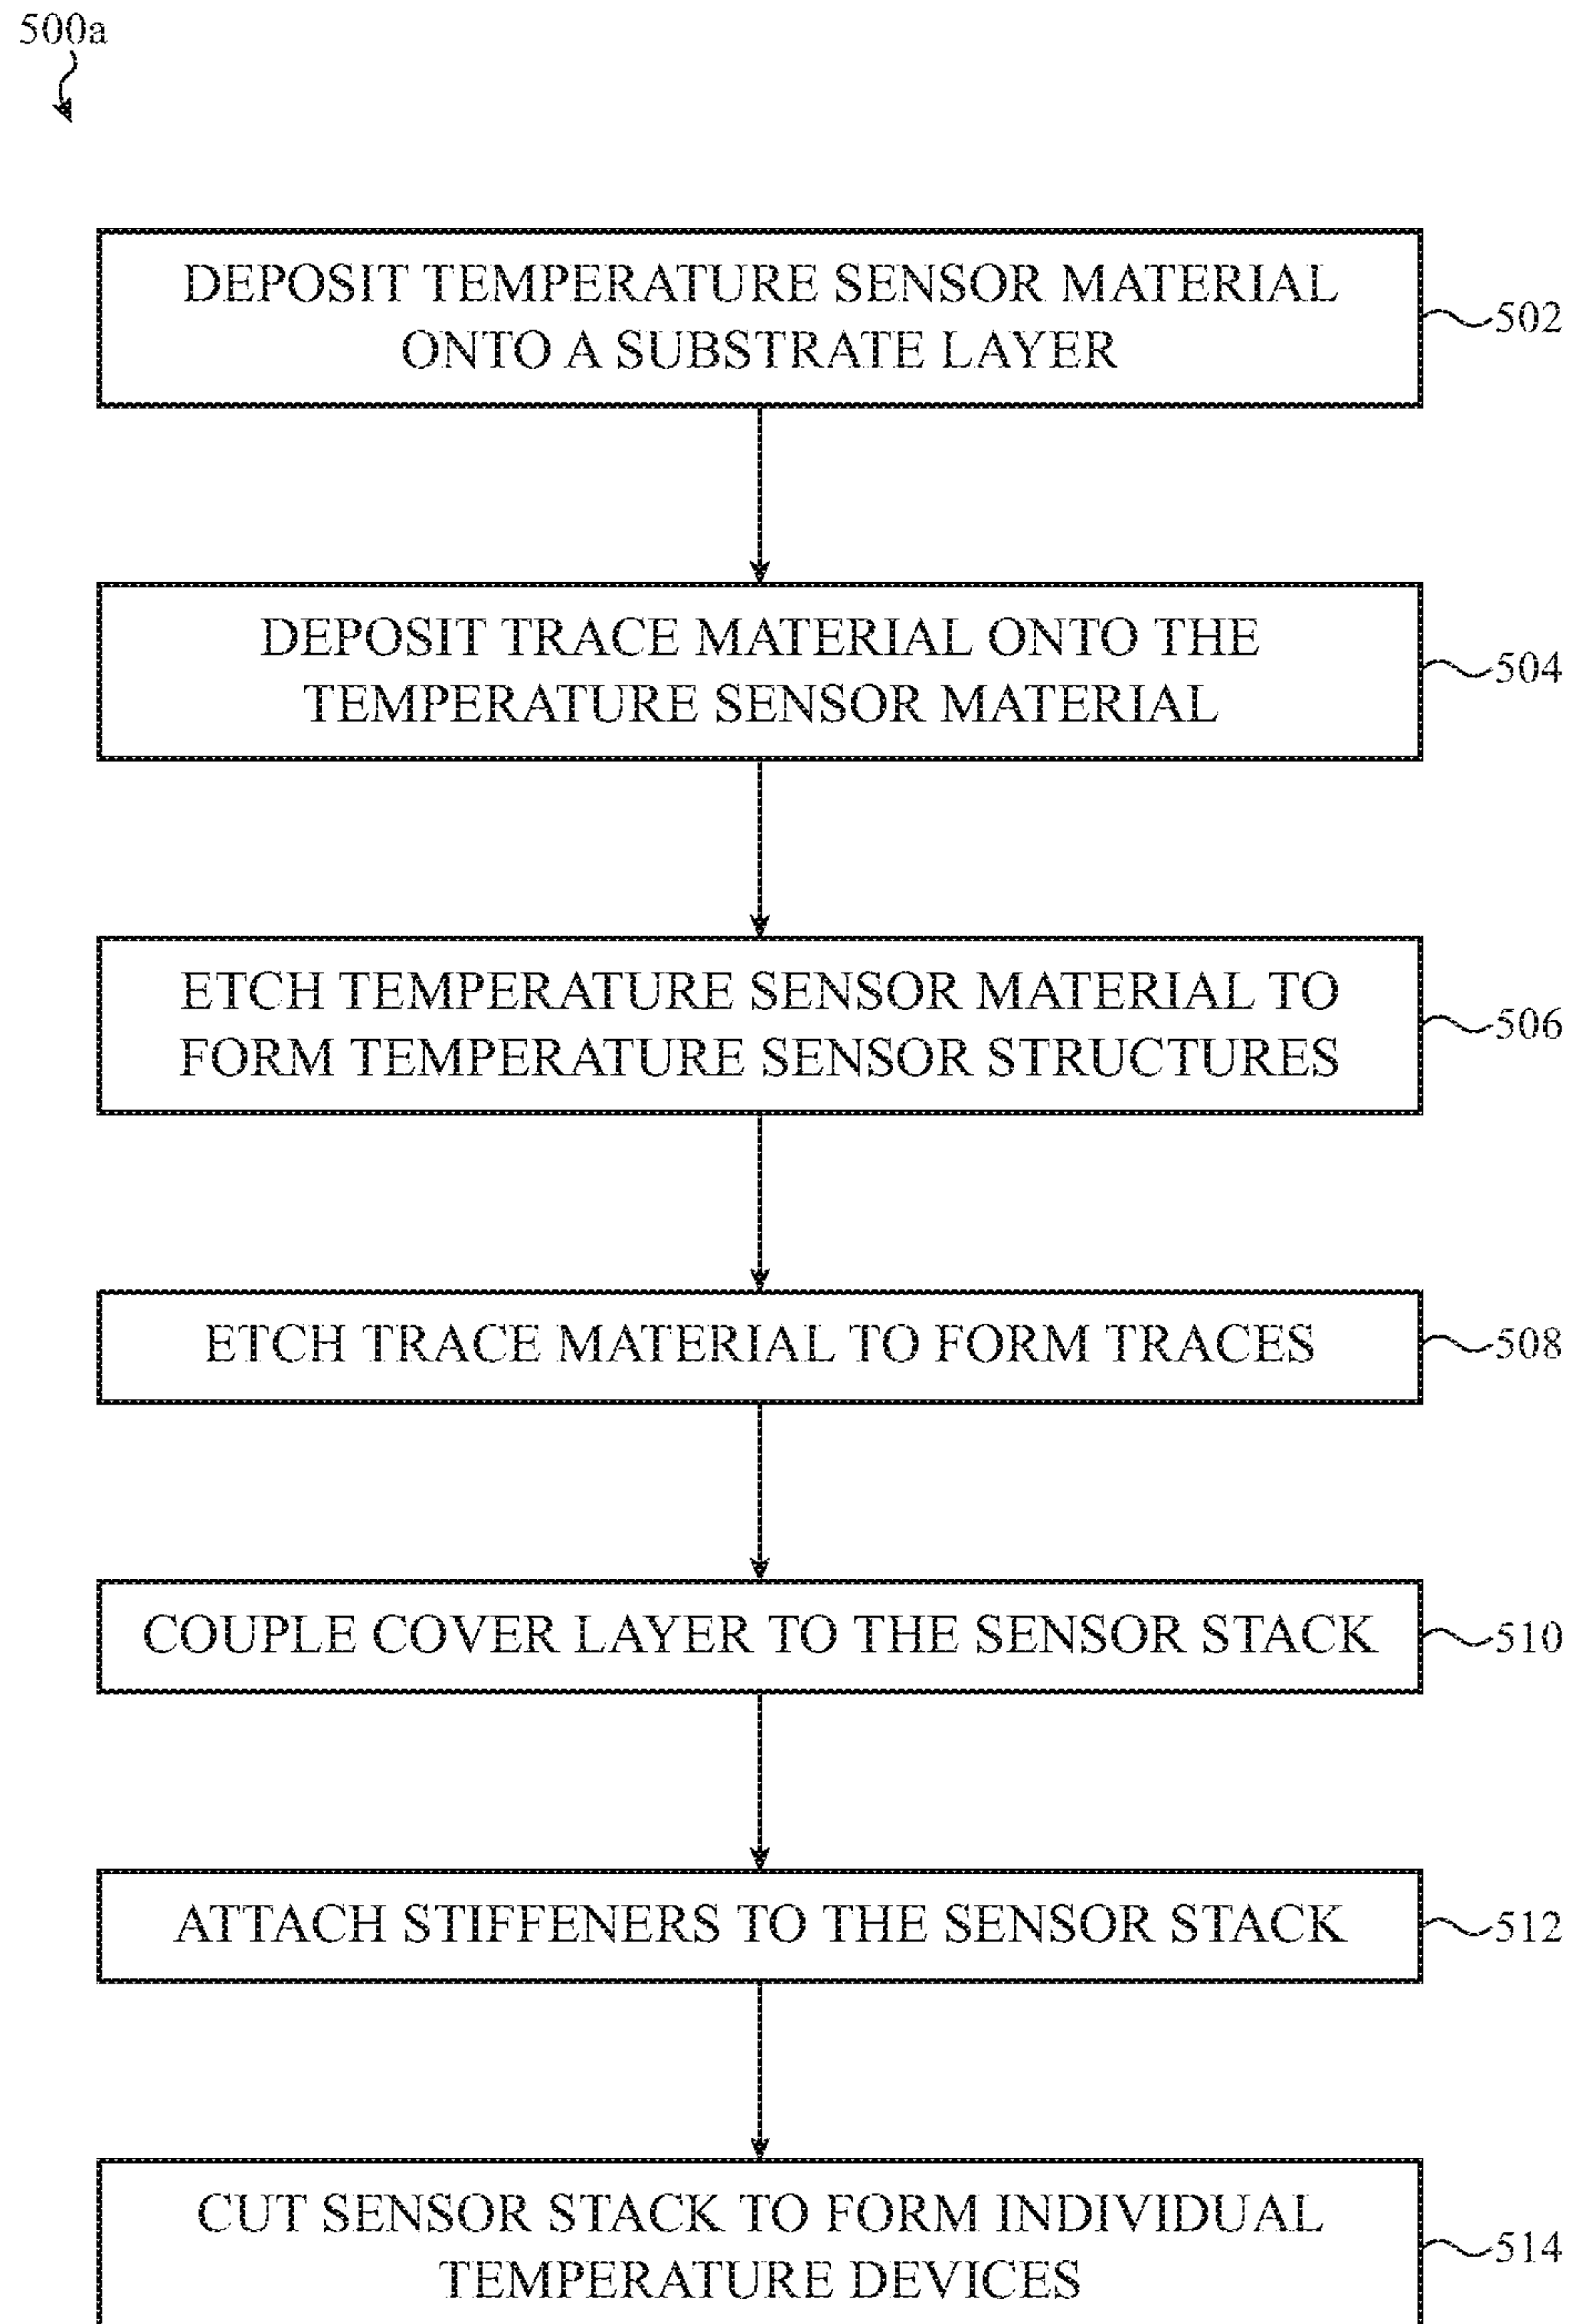 500a
DEPOSIT TEMPERATURE SENSOR MATERIAL
ONTO A SUBSTRATE LAYER
502
DEPOSIT TRACE MATERIAL ONTO THE
TEMPERATURE SENSOR MATERIAL
504
ETCH TEMPERATURE SENSOR MATERIAL TO
FORM TEMPERATURE SENSOR STRUCTURES
506
ETCH TRACE MATERIAL TO FORM TRACES
508
COUPLE COVER LAYER TO THE SENSOR STACK
510
ATTACH STIFFENERS TO THE SENSOR STACK
512
CUT SENSOR STACK TO FORM INDIVIDUAL
TEMPERATURE DEVICES
514